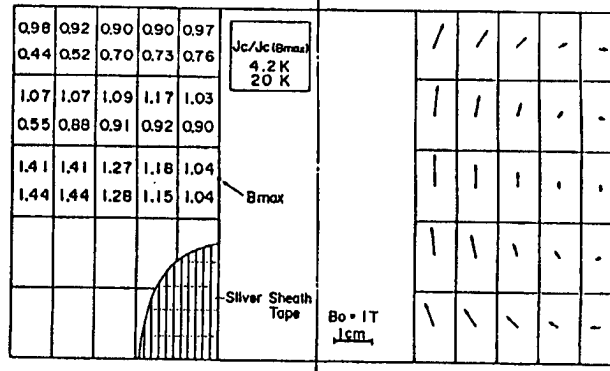 0.98 0.92 0.90 0.90 0.97
0.44 0.52 0.70 0.73 0.76
1.07 1.07 1.09 1.17 1.03
0.55 0.88 0.91 0.92 0.90
1.41 1.41 1.27 1.18 1.04
1.44 1.44 1.28 1.15 1.04
Jc/Jc(Bmax)
4.2K
20 K
Bmax
Silver Sheath
Tape
Bo = 1T
1cm